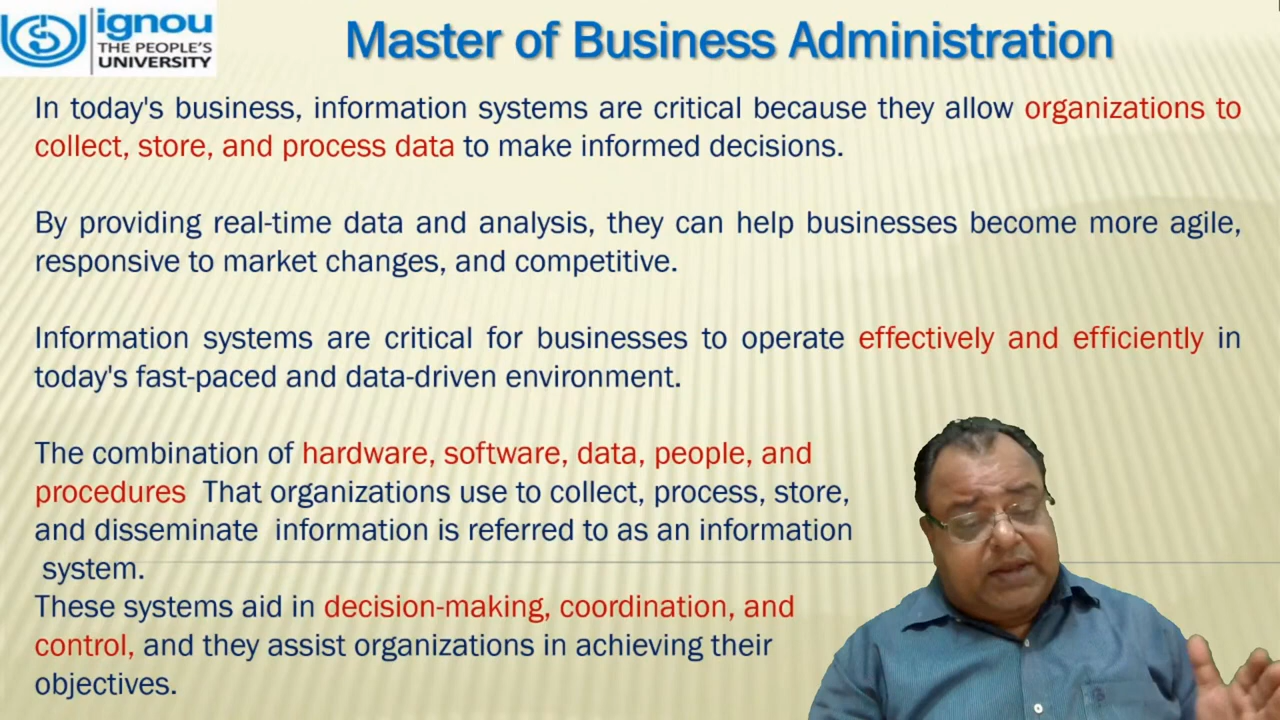 ignou
THE PEOPLE'S
UNIVERSITY
Master of Business Administration
In today's business, information systems are critical because they allow organizations to
collect, store, and process data to make informed decisions.
By providing real-time data and analysis, they can help businesses become more agile,
responsive to market changes, and competitive.
Information systems are critical for businesses to operate effectively and efficiently in
today's fast-paced and data-driven environment.
The combination of hardware, software, data, people, and
procedures That organizations use to collect, process, store,
and disseminate information is referred to as an information
system.
These systems aid in decision-making, coordination, and
control, and they assist organizations in achieving their
objectives.